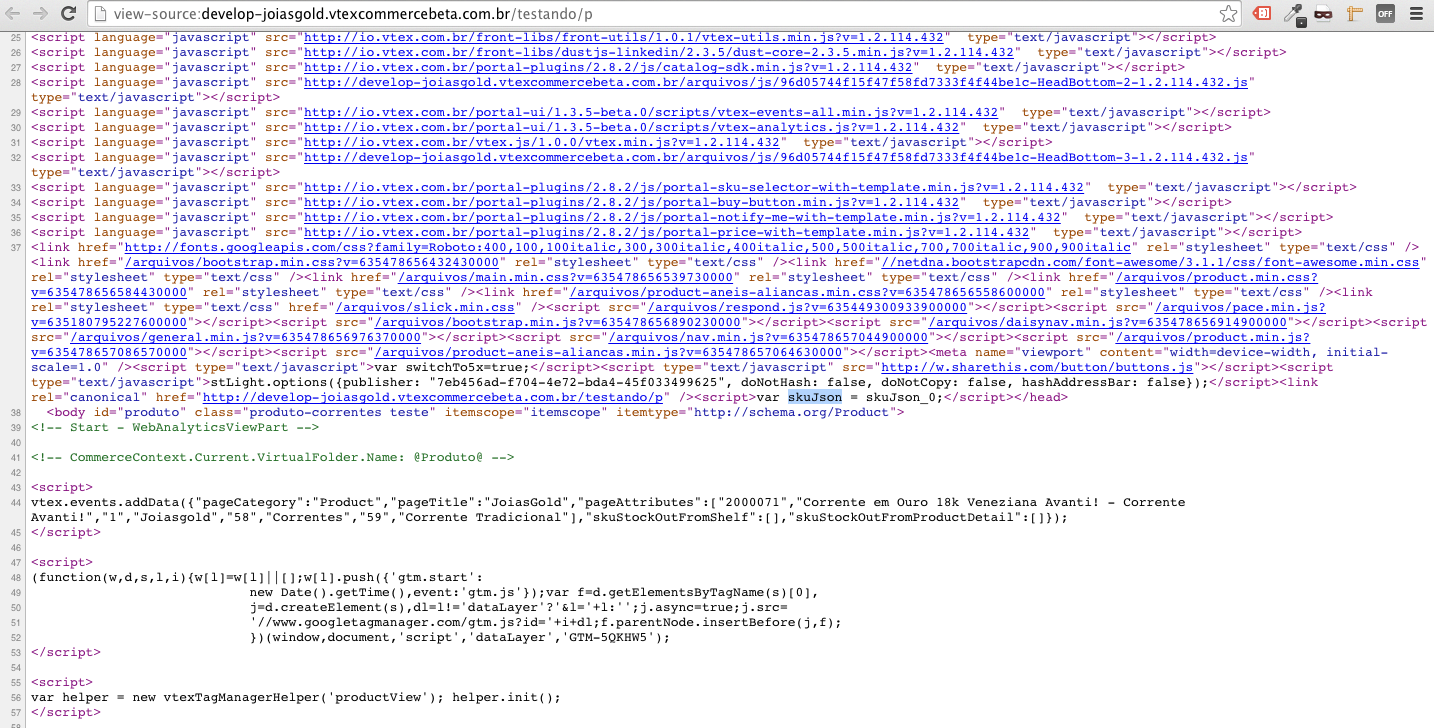 view-source:develop-joiasgold.vtexcommercebeta.com.br/testando/p
OFF
25 <script language="javascript" src="http://io.vtex.com.br/front-libs/front-utils/1.0.1/vtex-utils.min.js?v=1.2.114.432" type="text/javascript"></script>
26 <script language="javascript" src="http://io.vtex.com.br/front-libs/dustjs-linkedin/2.3.5/dust-core-2.3.5.min.js?v=1.2.114.432" type="text/javascript"></script>
27 <script language="javascript" src="http://io.vtex.com.br/portal-plugins/2.8.2/js/catalog-sdk.min.js?v=1.2.114.432" type="text/javascript"></script>
28 <script language="javascript" src="http://develop-joiasgold.vtexcommercebeta.com.br/arquivos/js/96d05744f15f47f58fd7333f4f44be1c-HeadBottom-2-1.2.114.432.js"
type="text/javascript"></script>
29 <script language="javascript" src="http://io.vtex.com.br/portal-ui/1.3.5-beta.0/scripts/vtex-events-all.min.js?v=1.2.114.432" type="text/javascript"></script>
30 <script language="javascript" src="http://io.vtex.com.br/portal-ui/1.3.5-beta.0/scripts/vtex-analytics.js?v=1.2.114.432" type="text/javascript"></script>
31 <script language="javascript" src="http://io.vtex.com.br/vtex.js/1.0.0/vtex.min.js?v=1.2.114.432" type="text/javascript"></script>
32 <script language="javascript" src="http://develop-joiasgold.vtexcommercebeta.com.br/arquivos/js/96d05744f15f47f58fd7333f4f44be1c-HeadBottom-3-1.2.114.432.js"
type="text/javascript"></script>
33 <script language="javascript" src="http://io.vtex.com.br/portal-plugins/2.8.2/js/portal-sku-selector-with-template.min.js?v=1.2.114.432" type="text/javascript"></script>
34 <script language="javascript" src="http://io.vtex.com.br/portal-plugins/2.8.2/js/portal-buy-button.min.js?v=1.2.114.432" type="text/javascript"></script>
35 <script language="javascript" src="http://io.vtex.com.br/portal-plugins/2.8.2/js/portal-notify-me-with-template.min.js?v=1.2.114.432" type="text/javascript"></script>
36 <script language="javascript" src="http://io.vtex.com.br/portal-plugins/2.8.2/js/portal-price-with-template.min.js?v=1.2.114.432" type="text/javascript"></script>
37 <link href="http://fonts.googleapis.com/css?family=Roboto:400,100,100italic,300,300italic,400italic,500,500italic,700,700italic,900,900italic" rel="stylesheet" type="text/css" />
<link href="/arquivos/bootstrap.min.css?v=635478656432430000" rel="stylesheet" type="text/css" /><link href="//netdna.bootstrapcdn.com/font-awesome/3.1.1/css/font-awesome.min.css"
rel="stylesheet" type="text/css" /><link href="/arquivos/main.min.css?v=635478656539730000" rel="stylesheet" type="text/css" /><link href="/arquivos/product.min.css?
v=635478656584430000" rel="stylesheet" type="text/css" /><link href="/arquivos/product-aneis-aliancas.min.css?v=635478656558600000" rel="stylesheet" type="text/css" /><link
rel="stylesheet" type="text/css" href="/arquivos/slick.min.css" /><script src="/arquivos/respond.js?v=635449300933900000"></script><script src="/arquivos/pace.min.js?
v=635180795227600000"></script><script src="/arquivos/bootstrap.min.js?v=635478656890230000"></script><script src="/arquivos/daisynav.min.js?v=635478656914900000"></script><script
src="/arquivos/general.min.js?v=635478656976370000"></script><script src="/arquivos/nav.min.js?v=635478657044900000"></script><script src="/arquivos/product.min.js?
v=635478657086570000"></script><script src="/arquivos/product-aneis-aliancas.min.js?v=635478657064630000"></script><meta name="viewport" content="width=device-width, initial-
scale=1.0" /><script type="text/javascript">var switchTo5x=true;</script><script type="text/javascript" src="http://w.sharethis.com/button/buttons.js"></script><script
type="text/javascript">stLight.options({publisher: "7eb456ad-f704-4e72-bda4-45f033499625", doNotHash: false, doNotCopy: false, hashAddressBar: false});</script><link
rel="canonical" href="http://develop-joiasgold.vtexcommercebeta.com.br/testando/p" /><script>var skuJson = skuJson_0;</script></head>
38 <body id="produto" class="produto-correntes teste" itemscope="itemscope" itemtype="http://schema.org/Product">
39 <!-- Start - WebAnalyticsViewPart -->
40
41 <!-- CommerceContext.Current.VirtualFolder.Name: @Produto@ -->
42
43 <script>
44 vtex.events.addData({"pageCategory":"Product","pageTitle":"JoiasGold","pageAttributes":["2000071","Corrente em Ouro 18k Veneziana Avanti! - Corrente
Avanti!","1","Joiasgold","58","Correntes","59","Corrente Tradicional"],"skuStockOutFromShelf":[],"skuStockOutFromProductDetail":[]});
45 </script>
46
47 <script>
48 (function(w,d,s,l,i){w[l]=w[l]||[];w[l].push({'gtm.start':
49 new Date().getTime(),event:'gtm.js'});var f=d.getElementsByTagName(s)[0],
50 j=d.createElement(s),dl=l!='dataLayer'?'&l='+l:'';j.async=true;j.src=
51 '//www.googletagmanager.com/gtm.js?id='+i+dl;f.parentNode.insertBefore(j,f);
52 })(window,document,'script','dataLayer','GTM-5QKHW5');
53 </script>
54
55 <script>
56 var helper = new vtexTagManagerHelper('productView'); helper.init();
57 </script>
58